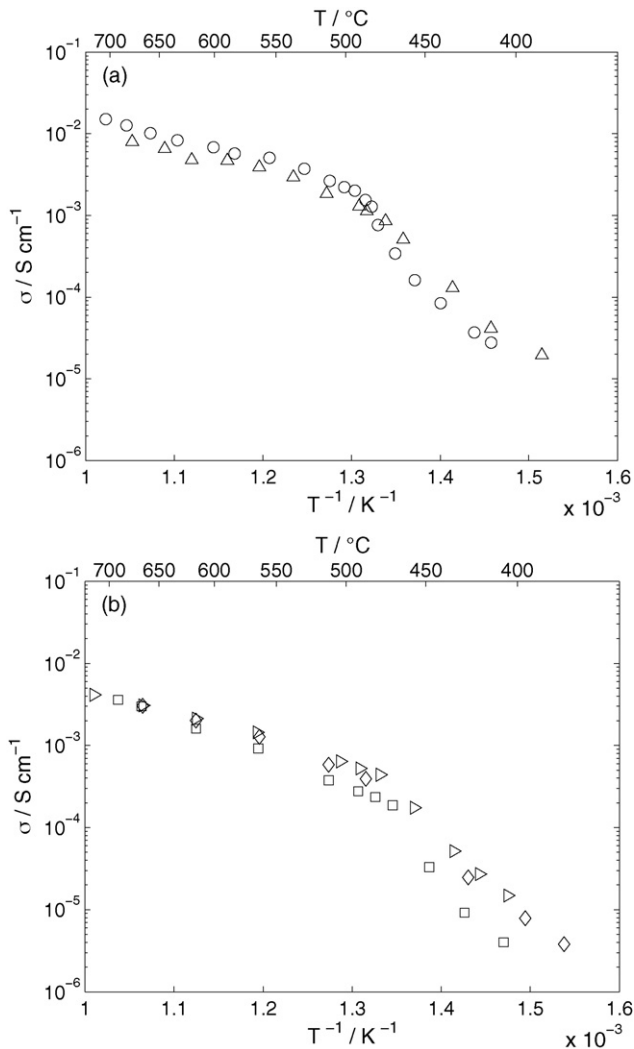 T / °C
700 650 600 550 500 450 400
10⁻¹
(a)
10⁻²
10⁻³
σ / S cm⁻¹
10⁻⁴
10⁻⁵
10⁻⁶
1 1.1 1.2 1.3 1.4 1.5 1.6
T⁻¹ / K⁻¹
x 10⁻³
T / °C
700 650 600 550 500 450 400
10⁻¹
(b)
10⁻²
10⁻³
σ / S cm⁻¹
10⁻⁴
10⁻⁵
10⁻⁶
1 1.1 1.2 1.3 1.4 1.5 1.6
T⁻¹ / K⁻¹
x 10⁻³